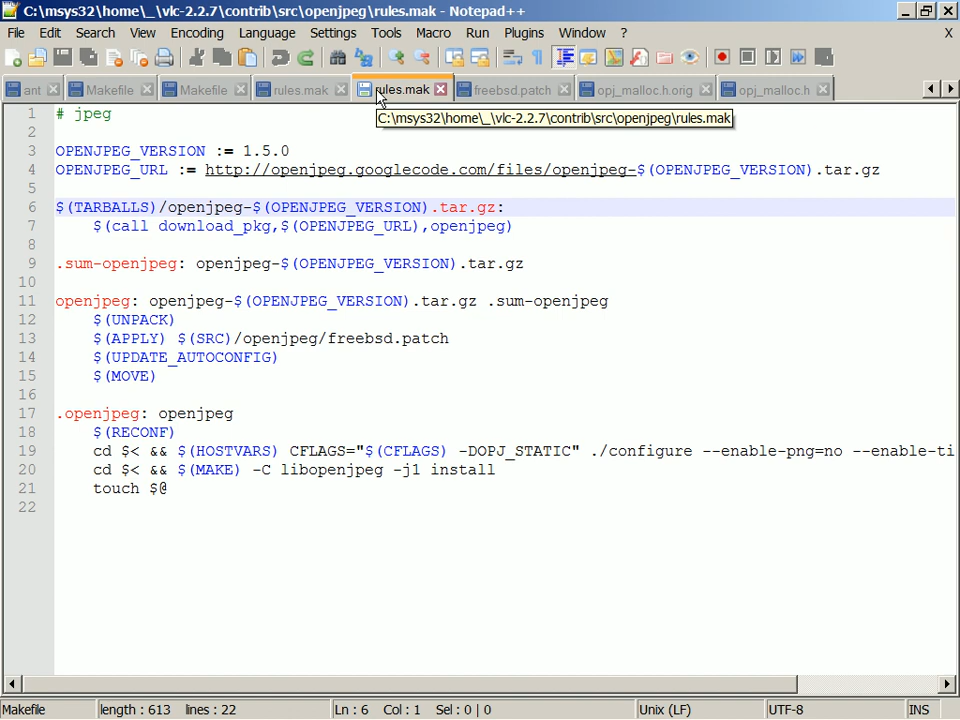 C:\msys32\home\_\vlc-2.2.7\contrib\src\openjpeg\rules.mak - Notepad++
File Edit Search View Encoding Language Settings Tools Macro Run Plugins Window ? X
ant Makefile Makefile rules.mak rules.mak freebsd.patch opj_malloc.h.orig opj_malloc.h
C:\msys32\home\_\vlc-2.2.7\contrib\src\openjpeg\rules.mak
1 # jpeg
2
3 OPENJPEG_VERSION := 1.5.0
4 OPENJPEG_URL := http://openjpeg.googlecode.com/files/openjpeg-$(OPENJPEG_VERSION).tar.gz
5
6 $(TARBALLS)/openjpeg-$(OPENJPEG_VERSION).tar.gz:
7 $(call download_pkg,$(OPENJPEG_URL),openjpeg)
8
9 .sum-openjpeg: openjpeg-$(OPENJPEG_VERSION).tar.gz
10
11 openjpeg: openjpeg-$(OPENJPEG_VERSION).tar.gz .sum-openjpeg
12 $(UNPACK)
13 $(APPLY) $(SRC)/openjpeg/freebsd.patch
14 $(UPDATE_AUTOCONFIG)
15 $(MOVE)
16
17 .openjpeg: openjpeg
18 $(RECONF)
19 cd $< && $(HOSTVARS) CFLAGS="$(CFLAGS) -DOPJ_STATIC" ./configure --enable-png=no --enable-ti
20 cd $< && $(MAKE) -C libopenjpeg -j1 install
21 touch $@
22
Makefile length : 613 lines : 22 Ln : 6 Col : 1 Sel : 0 | 0 Unix (LF) UTF-8 INS